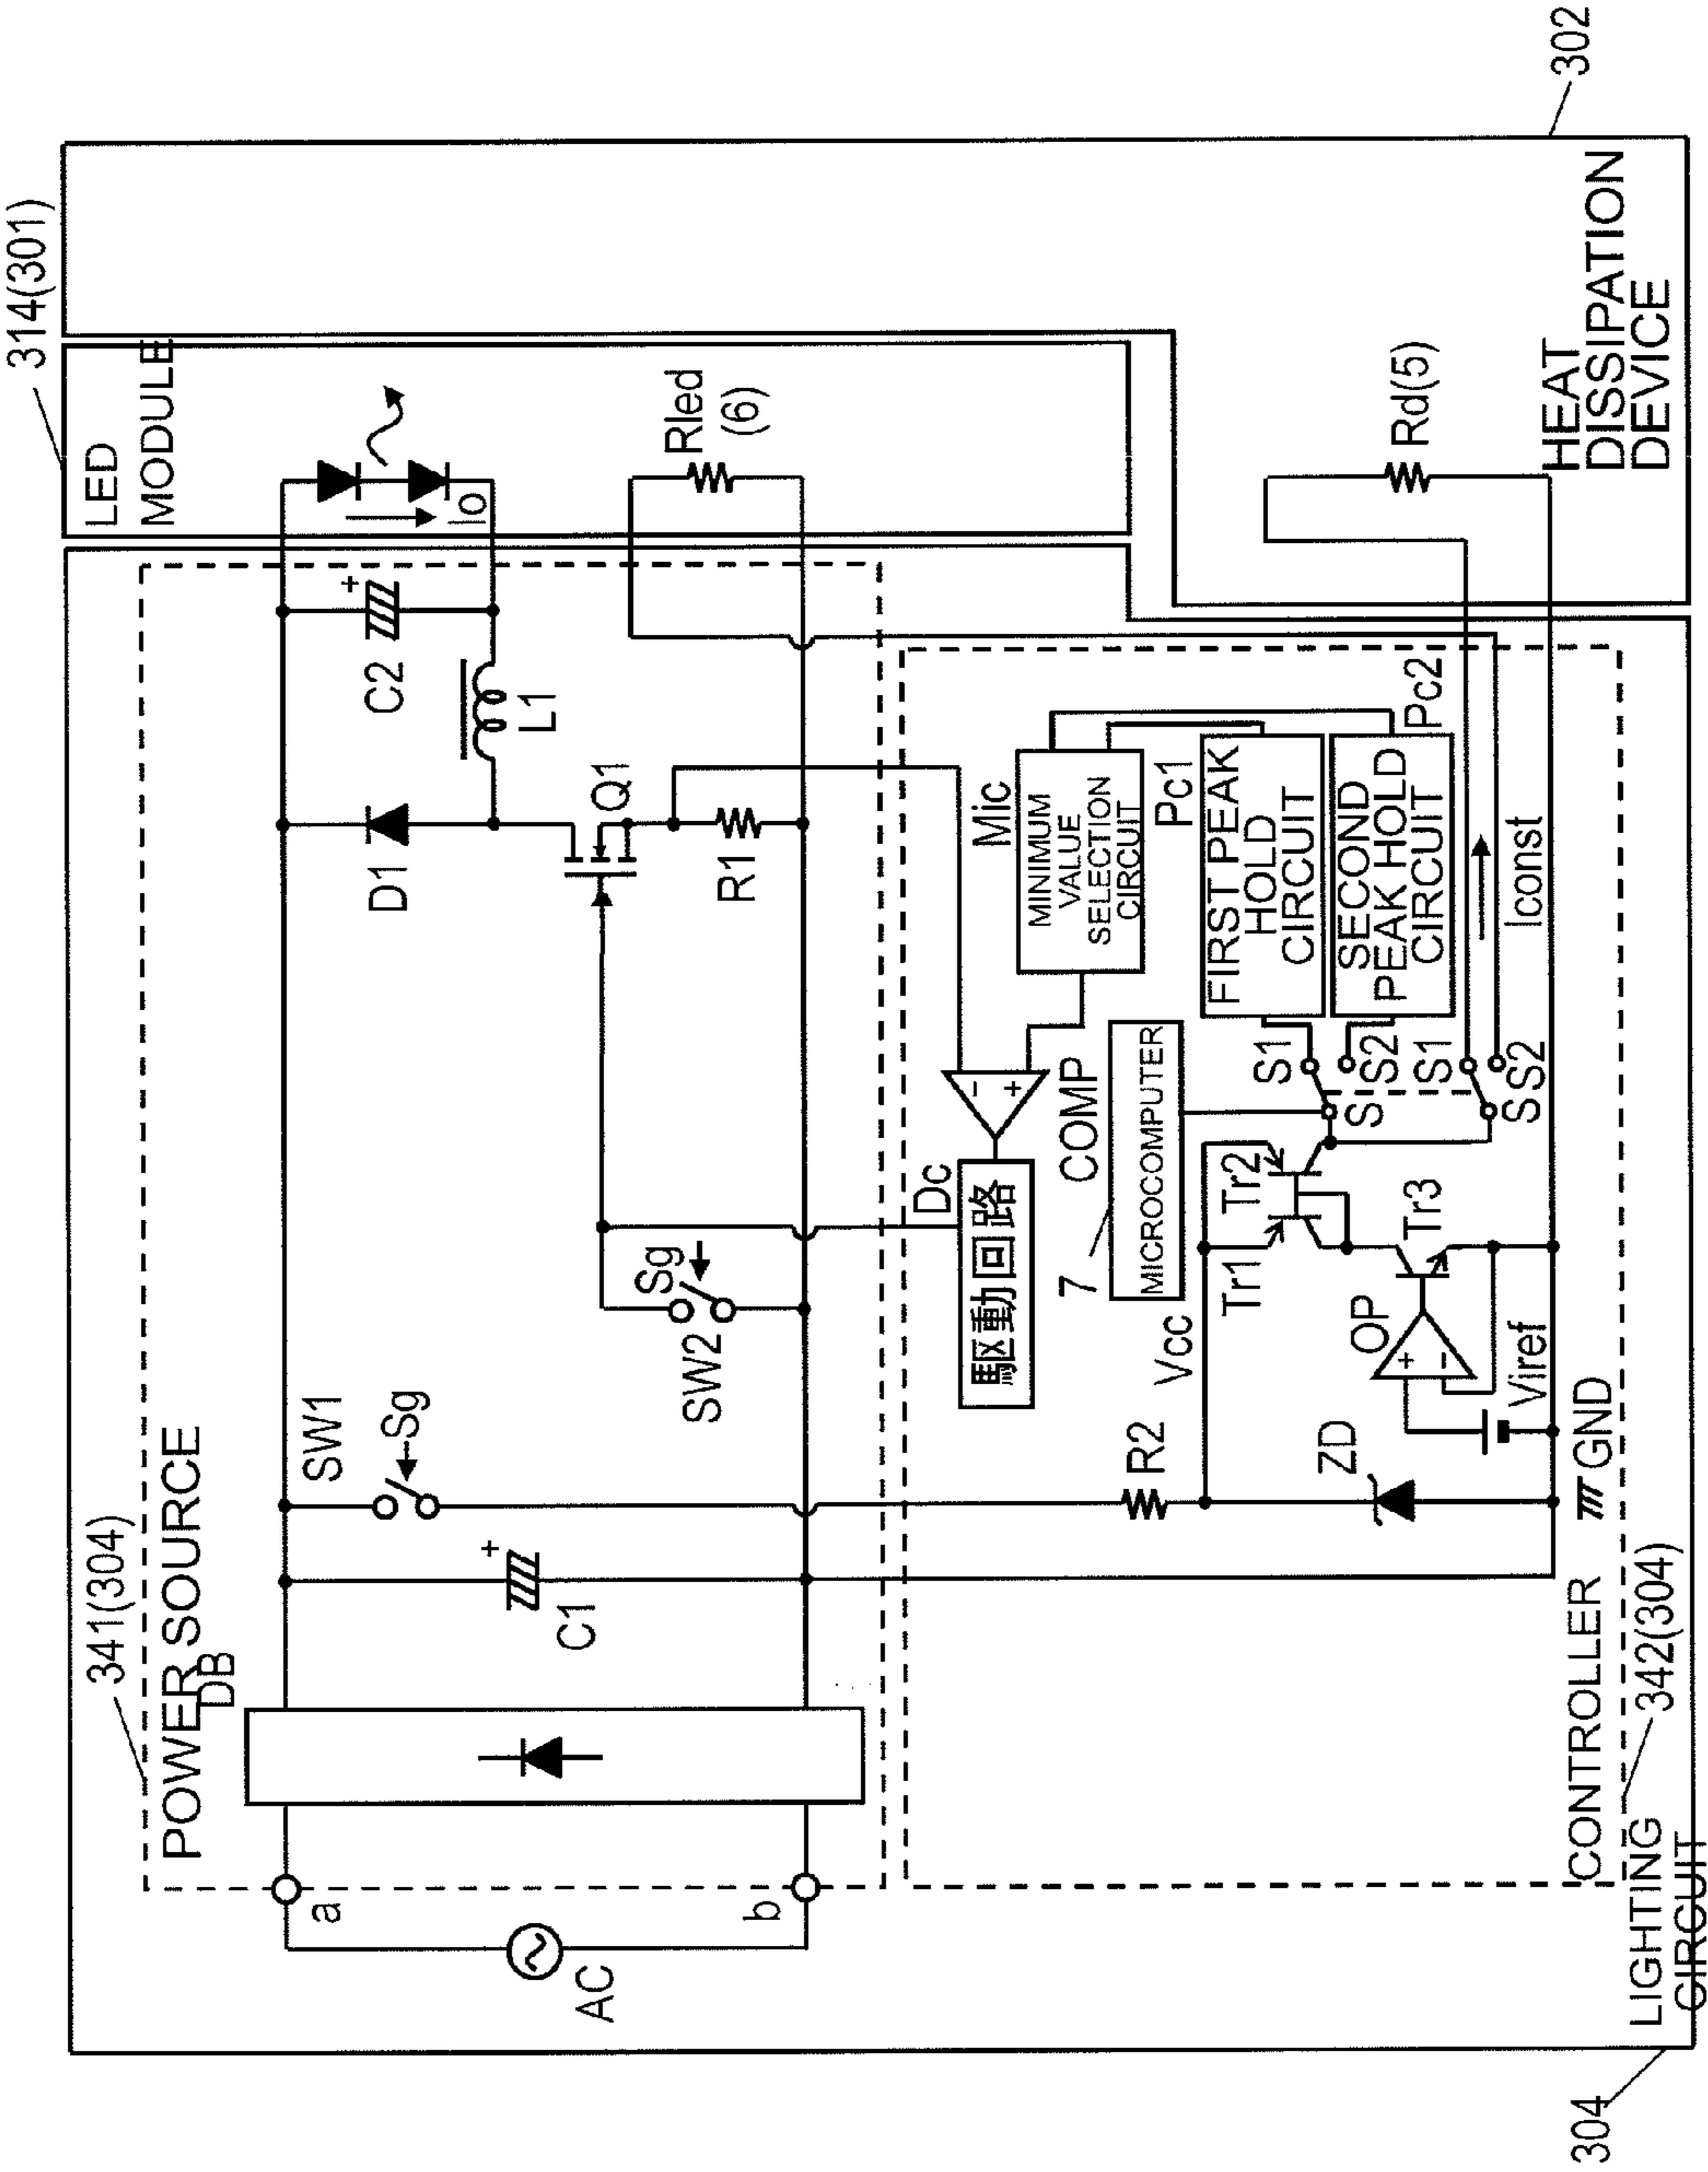 314(301)
302
LED
MODULE
Io
Rled
(6)
Rd(5)
HEAT
DISSIPATION
DEVICE
341(304)
POWER SOURCE
DB
a
b
AC
C1
+
SW1
Sg
SW2
Sg
D1
C2
+
L1
Q1
R1
Dc
駆動回路
COMP
-
+
Mic
MINIMUM
VALUE
SELECTION
CIRCUIT
Pc1
FIRST PEAK
HOLD
CIRCUIT
Pc2
SECOND
PEAK HOLD
CIRCUIT
7
MICROCOMPUTER
S1
S2
S
S1
SS2
SS
Iconst
Vcc
R2
ZD
Tr1
Tr2
Tr3
OP
+
-
Viref
GND
CONTROLLER
342(304)
LIGHTING
CIRCUIT
304